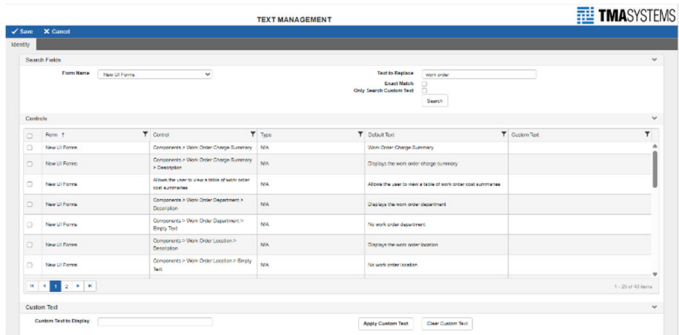 TEXT MANAGEMENT
TMASYSTEMS
✓ Save X Cancel
Identity
Search Fields
Form Name New UI Forms
Text to Replace work order
Exact Match
Only Search Custom Text
Search
Controls
Form ↑ Control Type Default Text Custom Text
New UI Forms Components > Work Order Charge Summary N/A Work Order Charge Summary
New UI Forms Components > Work Order Charge Summary > Description N/A Displays the work order charge summary
New UI Forms Allows the user to view a table of work order cost summaries N/A Allows the user to view a table of work order cost summaries
New UI Forms Components > Work Order Department > Description N/A Displays the work order department
New UI Forms Components > Work Order Department > Empty Text N/A No work order department
New UI Forms Components > Work Order Location > Description N/A Displays the work order location
New UI Forms Components > Work Order Location > Empty Text N/A No work order location
1 2
1 - 25 of 43 items
Custom Text
Custom Text to Display
Apply Custom Text Clear Custom Text